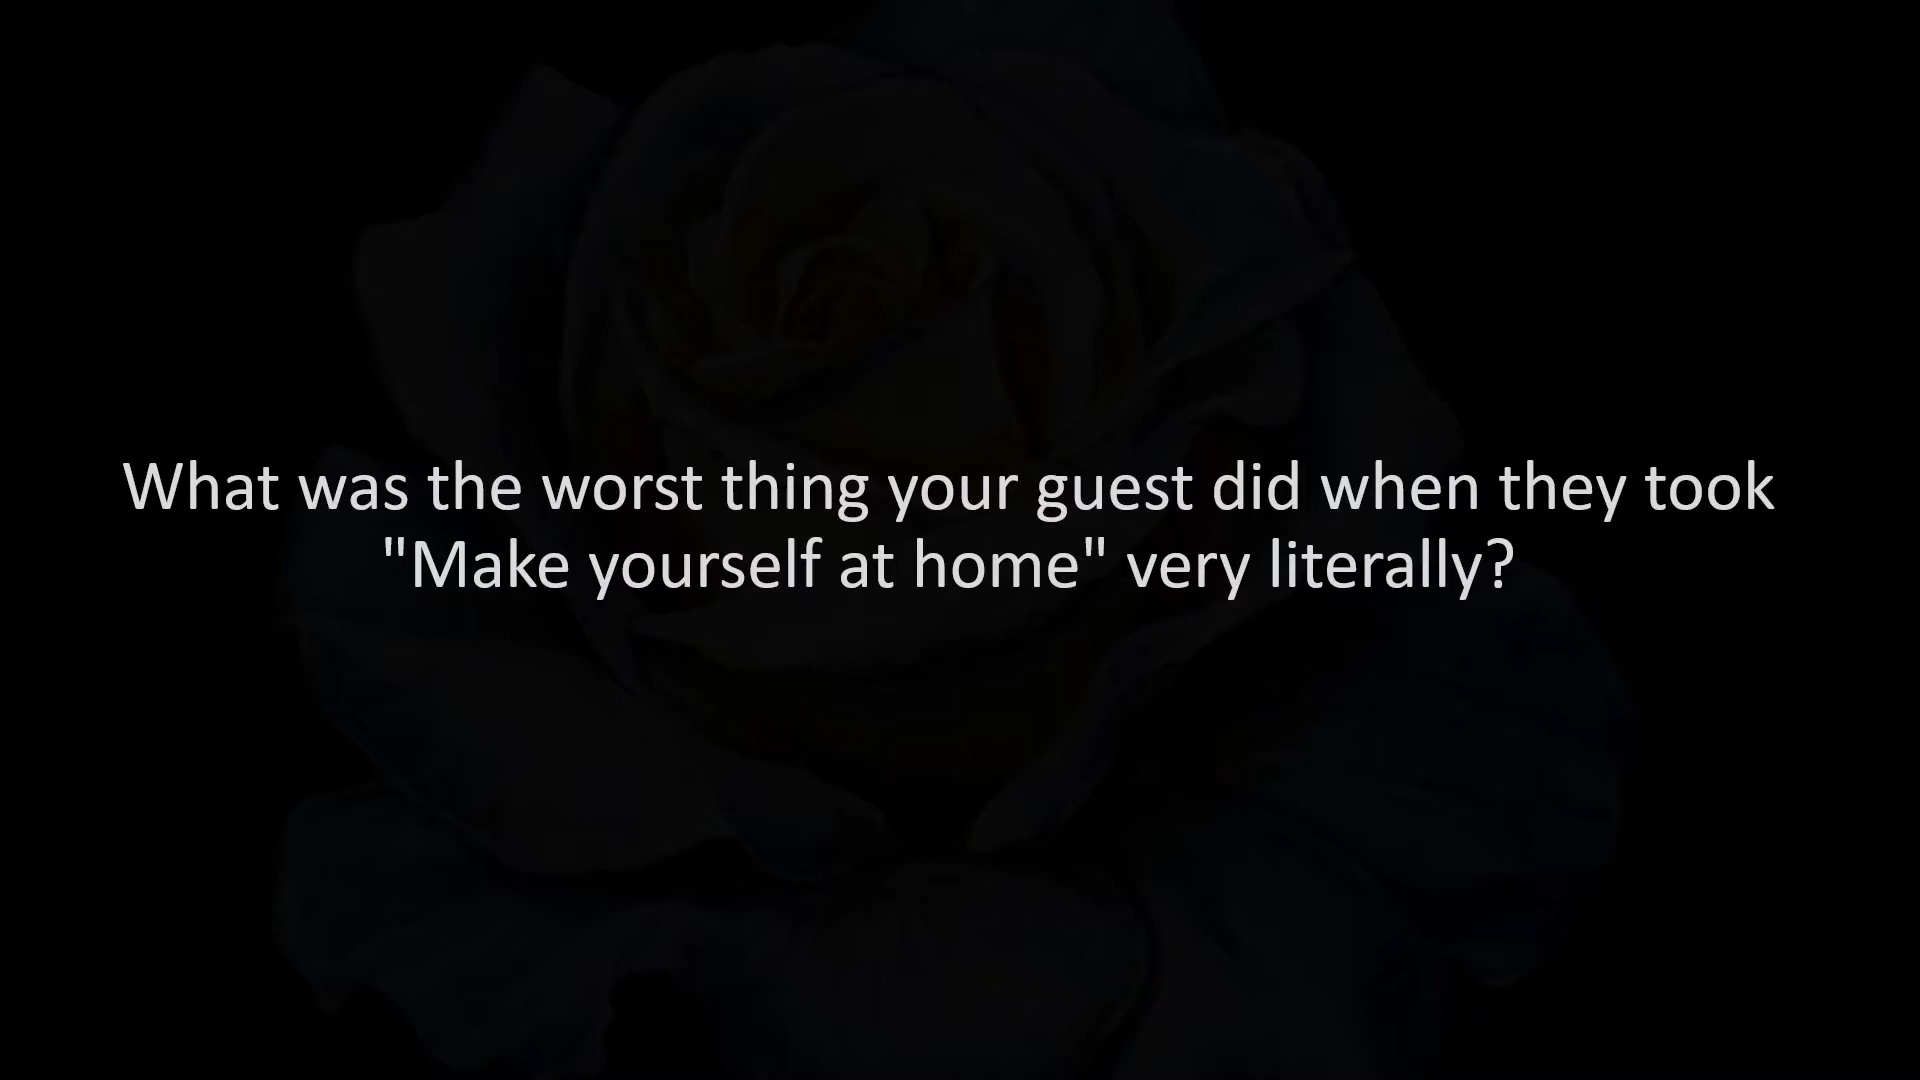 What was the worst thing your guest did when they took
"Make yourself at home" very literally?